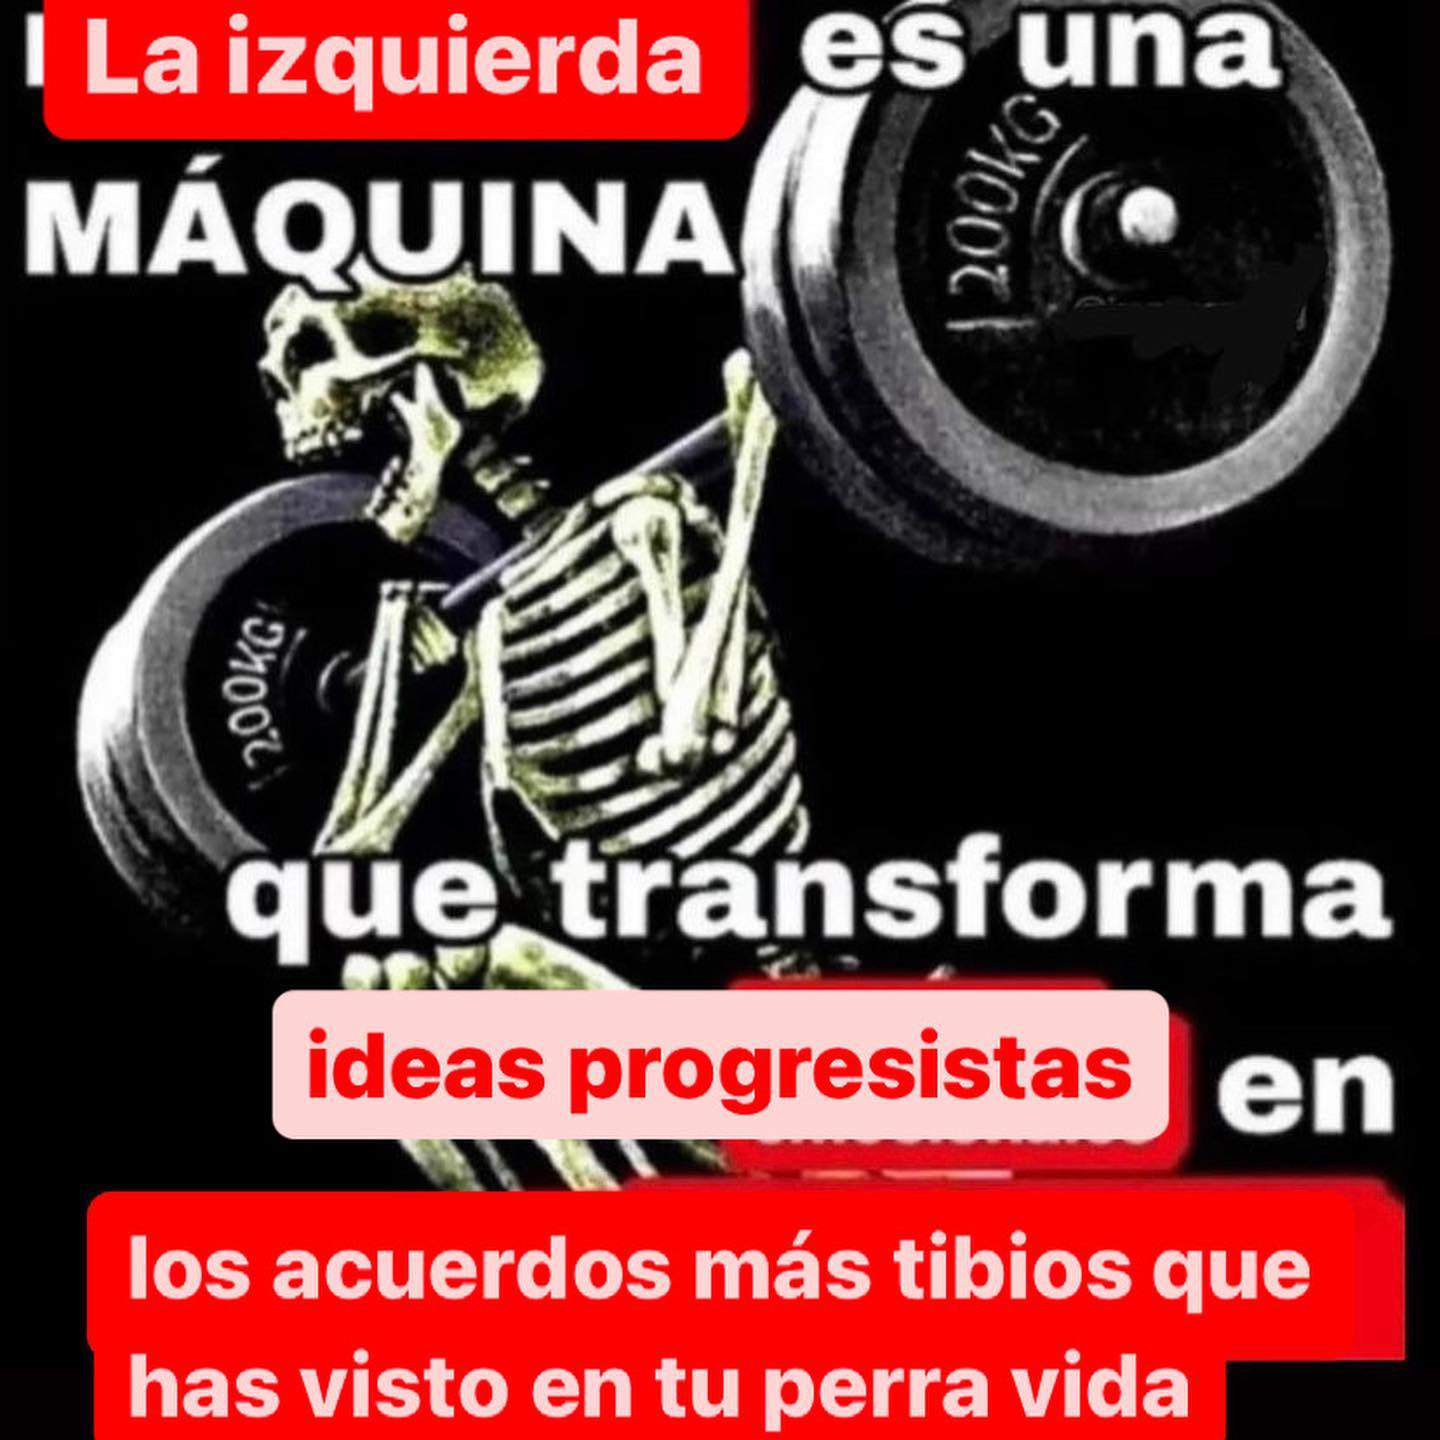 La izquierda es una
MÁQUINA
200KG
200KG
que transforma
ideas progresistas en
los acuerdos más tibios que
has visto en tu perra vida